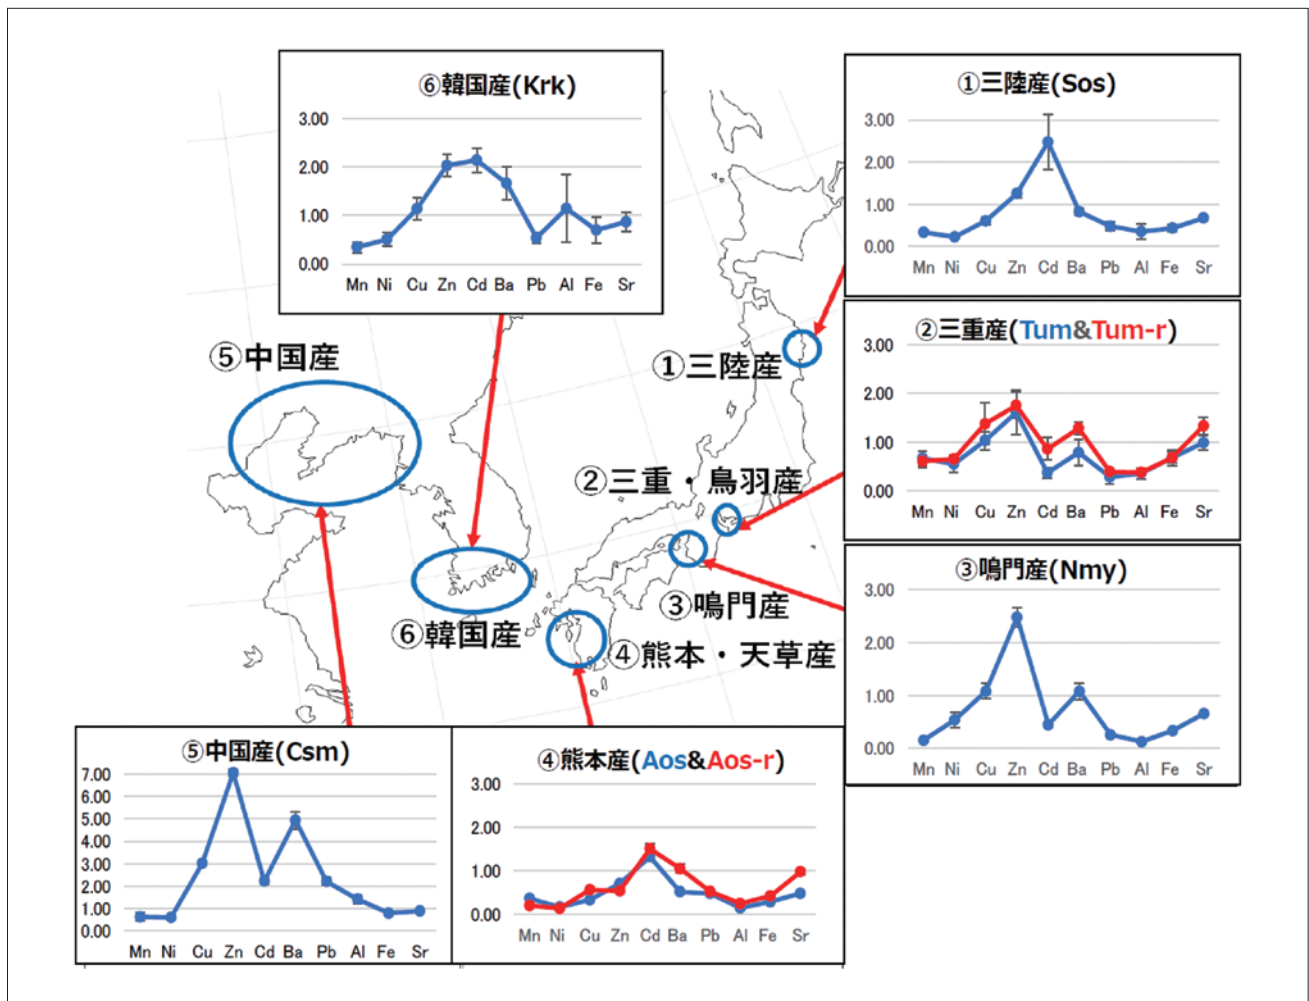 ⑥韓国産(Krk)
3.00
2.00
1.00
0.00
Mn Ni Cu Zn Cd Ba Pb Al Fe Sr
①三陸産(Sos)
3.00
2.00
1.00
0.00
Mn Ni Cu Zn Cd Ba Pb Al Fe Sr
②三重産(Tum&Tum-r)
3.00
2.00
1.00
0.00
Mn Ni Cu Zn Cd Ba Pb Al Fe Sr
③鳴門産(Nmy)
3.00
2.00
1.00
0.00
Mn Ni Cu Zn Cd Ba Pb Al Fe Sr
⑤中国産
①三陸産
②三重・鳥羽産
③鳴門産
⑥韓国産
④熊本・天草産
⑤中国産(Csm)
7.00
6.00
5.00
4.00
3.00
2.00
1.00
0.00
Mn Ni Cu Zn Cd Ba Pb Al Fe Sr
④熊本産(Aos&Aos-r)
3.00
2.00
1.00
0.00
Mn Ni Cu Zn Cd Ba Pb Al Fe Sr